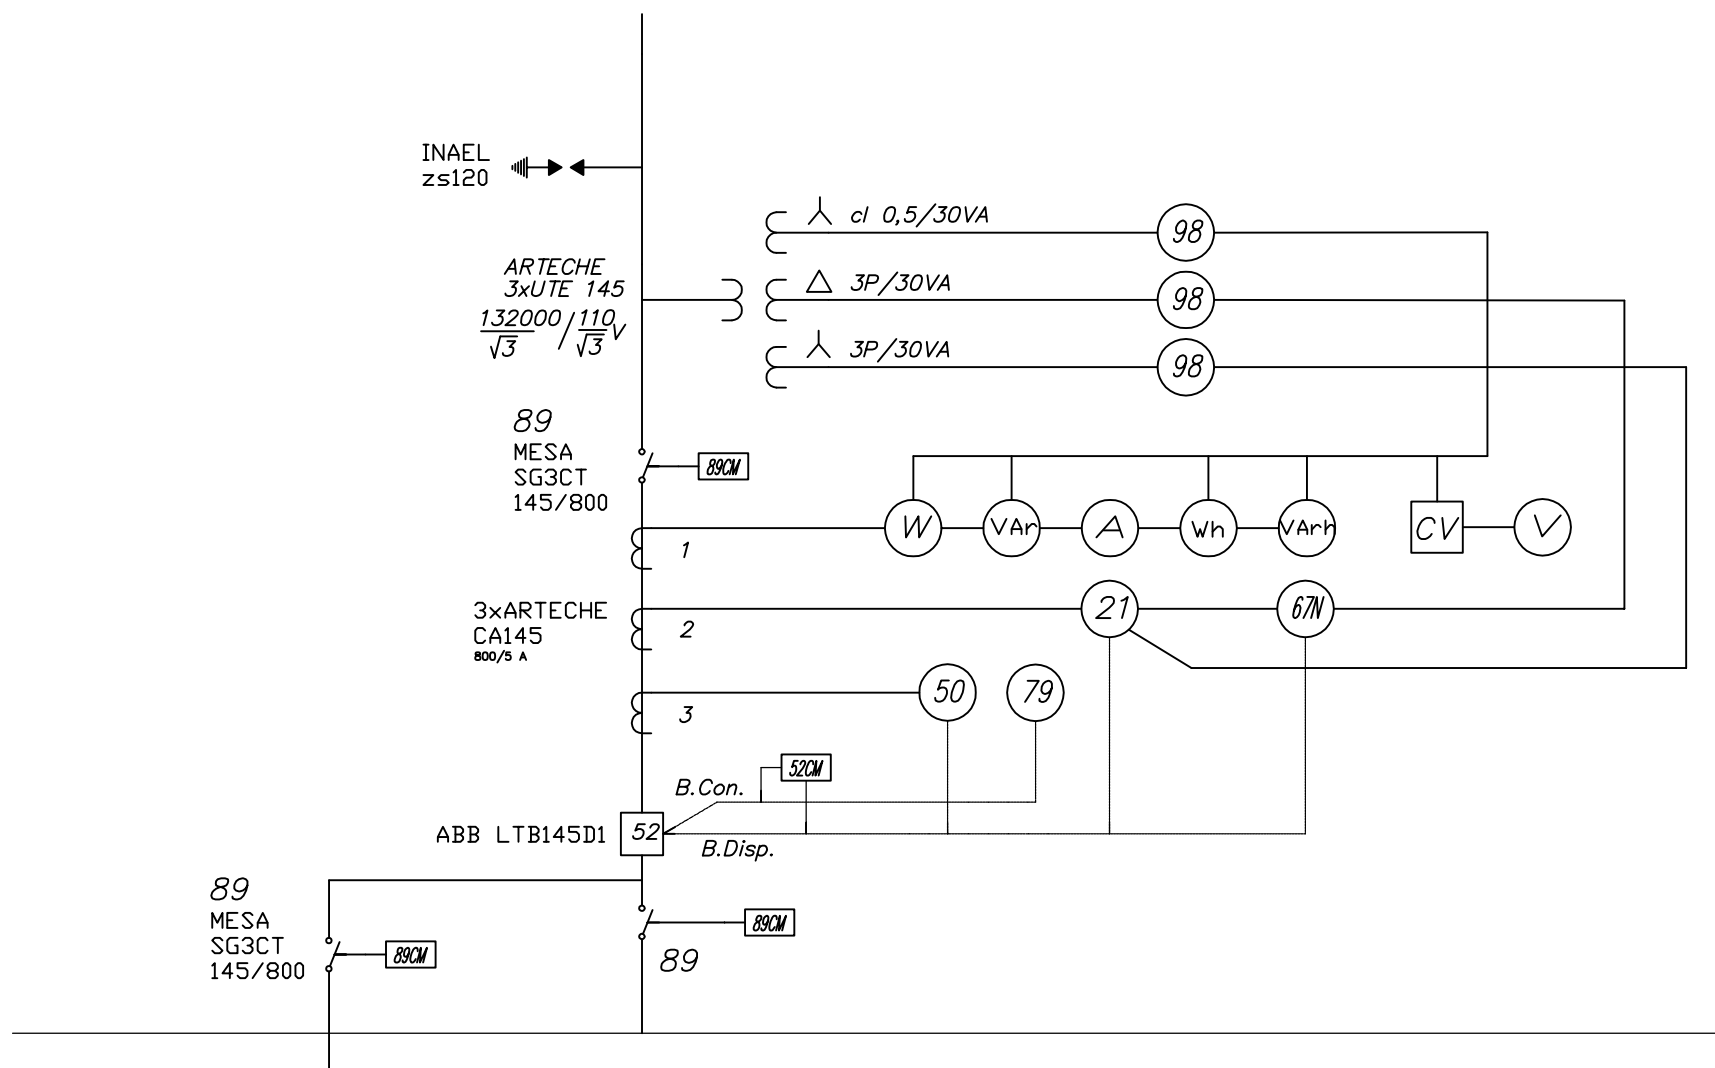 INAEL
zs120
cl 0,5/30VA
98
ARTECHE
3xUTE 145
132000/√3 / 110/√3 V
3P/30VA
98
3P/30VA
98
89
MESA
SG3CT
145/800
89CM
1
W
VAr
A
Wh
VArh
CV
V
3xARTECHE
CA145
800/5 A
2
21
67N
3
50
79
52CM
B.Con.
ABB LTB145D1
52
B.Disp.
89
MESA
SG3CT
145/800
89CM
89CM
89